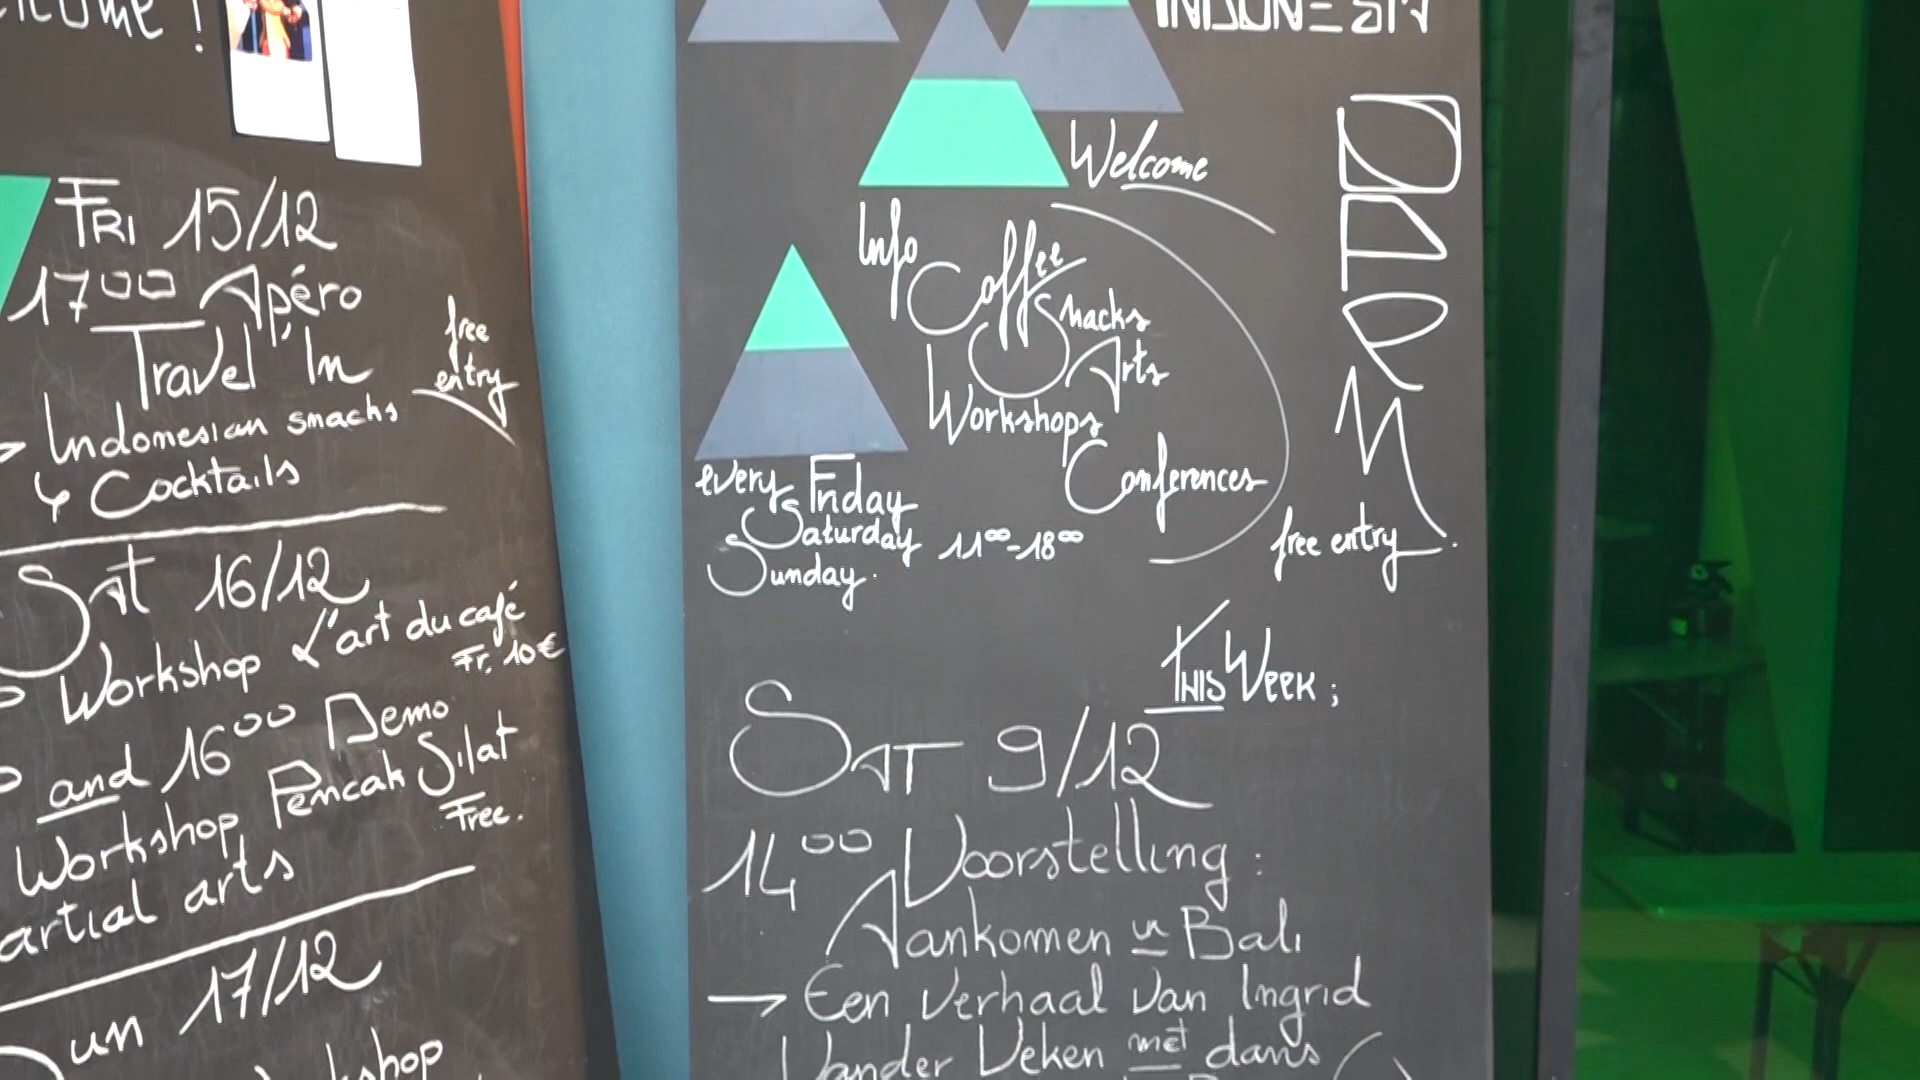 FRI 15/12
17 00 Apéro
Travel In
free
entry
Indonesian snacks
& Cocktails
Sat 16/12
Workshop L'art du café
Fr. 10€
and 16 00 Demo
Workshop Pencak Silat
Free.
artial arts
Sun 17/12
INDONESIA
Welcome
Info
Coffee
Snacks
Arts
Workshops
Conferences
every Friday
Saturday 11 00 - 18 00
Sunday.
free entry.
THIS WEEK:
SAT 9/12
14 00 Voorstelling:
Aankomen in Bali
→ Een verhaal van Ingrid
Vander Veken met dans